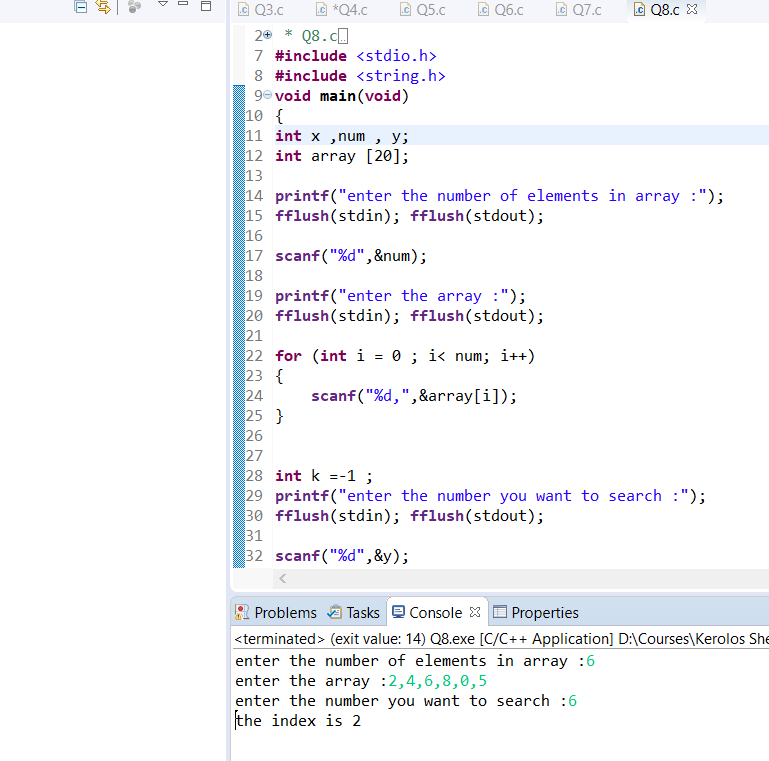 Q3.c *Q4.c Q5.c Q6.c Q7.c Q8.c
2 * Q8.c
7 #include <stdio.h>
8 #include <string.h>
9 void main(void)
10 {
11 int x ,num , y;
12 int array [20];
13
14 printf("enter the number of elements in array :");
15 fflush(stdin); fflush(stdout);
16
17 scanf("%d",&num);
18
19 printf("enter the array :");
20 fflush(stdin); fflush(stdout);
21
22 for (int i = 0 ; i< num; i++)
23 {
24 scanf("%d,",&array[i]);
25 }
26
27
28 int k =-1 ;
29 printf("enter the number you want to search :");
30 fflush(stdin); fflush(stdout);
31
32 scanf("%d",&y);
Problems Tasks Console Properties
<terminated> (exit value: 14) Q8.exe [C/C++ Application] D:\Courses\Kerolos She
enter the number of elements in array :6
enter the array :2,4,6,8,0,5
enter the number you want to search :6
the index is 2